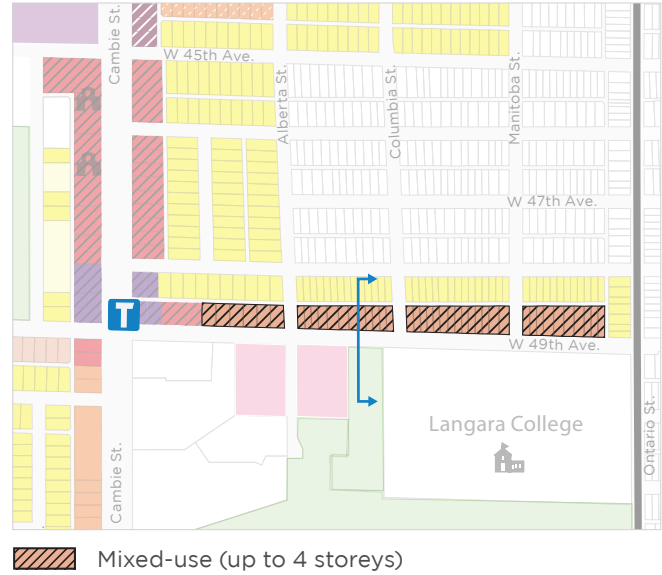 Cambie St.
W 45th Ave.
Alberta St.
Columbia St.
Manitoba St.
W 47th Ave.
T
W 49th Ave.
Langara College
Cambie St.
Ontario St.
Mixed-use (up to 4 storeys)